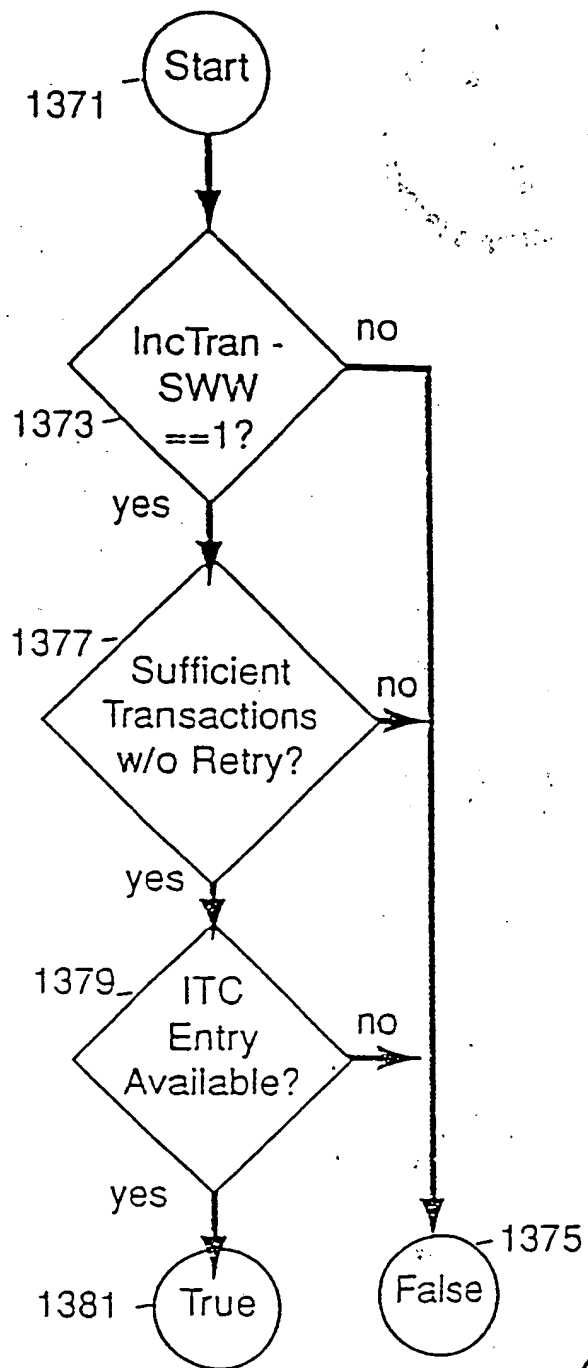 Start
1371
no
IncTran -
SWW
==1?
1373
yes
1377
Sufficient
Transactions
w/o Retry?
no
yes
1379
ITC
Entry
Available?
no
yes
1375
1381
True
False